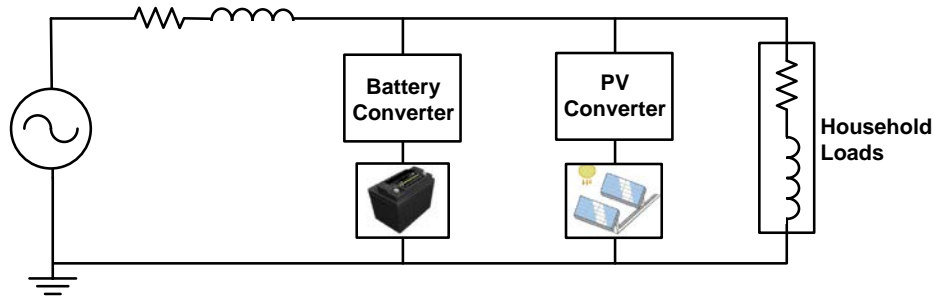 Battery
Converter
PV
Converter
Household
Loads